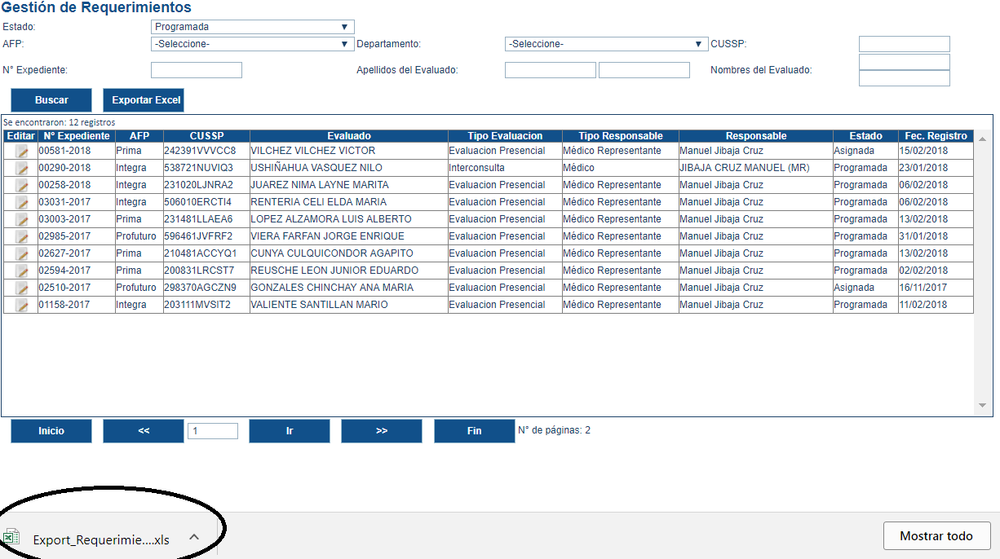 Gestión de Requerimientos
Estado: Programada ▼
AFP: -Seleccione- ▼ Departamento: -Seleccione- ▼ CUSSP:
N° Expediente: Apellidos del Evaluado: Nombres del Evaluado:
Buscar Exportar Excel
Se encontraron: 12 registros
Editar Nº Expediente AFP CUSSP Evaluado Tipo Evaluacion Tipo Responsable Responsable Estado Fec. Registro
00581-2018 Prima 242391VVVCC8 VILCHEZ VILCHEZ VICTOR Evaluacion Presencial Médico Representante Manuel Jibaja Cruz Asignada 15/02/2018
00290-2018 Integra 538721NUVIQ3 USHIÑAHUA VASQUEZ NILO Interconsulta Médico JIBAJA CRUZ MANUEL (MR) Programada 23/01/2018
00258-2018 Integra 231020LJNRA2 JUAREZ NIMA LAYNE MARITA Evaluacion Presencial Médico Representante Manuel Jibaja Cruz Programada 06/02/2018
03031-2017 Integra 506010ERCTI4 RENTERIA CELI ELDA MARIA Evaluacion Presencial Médico Representante Manuel Jibaja Cruz Programada 06/02/2018
03003-2017 Prima 231481LLAEA6 LOPEZ ALZAMORA LUIS ALBERTO Evaluacion Presencial Médico Representante Manuel Jibaja Cruz Programada 13/02/2018
02985-2017 Profuturo 596461JVFRF2 VIERA FARFAN JORGE ENRIQUE Evaluacion Presencial Médico Representante Manuel Jibaja Cruz Programada 31/01/2018
02627-2017 Prima 210481ACCYQ1 CUNYA CULQUICONDOR AGAPITO Evaluacion Presencial Médico Representante Manuel Jibaja Cruz Programada 13/02/2018
02594-2017 Prima 200831LRCST7 REUSCHE LEON JUNIOR EDUARDO Evaluacion Presencial Médico Representante Manuel Jibaja Cruz Programada 02/02/2018
02510-2017 Profuturo 298370AGCZN9 GONZALES CHINCHAY ANA MARIA Evaluacion Presencial Médico Representante Manuel Jibaja Cruz Asignada 16/11/2017
01158-2017 Integra 203111MVSIT2 VALIENTE SANTILLAN MARIO Evaluacion Presencial Médico Representante Manuel Jibaja Cruz Programada 11/02/2018
Inicio << 1 Ir >> Fin N° de páginas: 2
Export_Requerimie....xls Mostrar todo